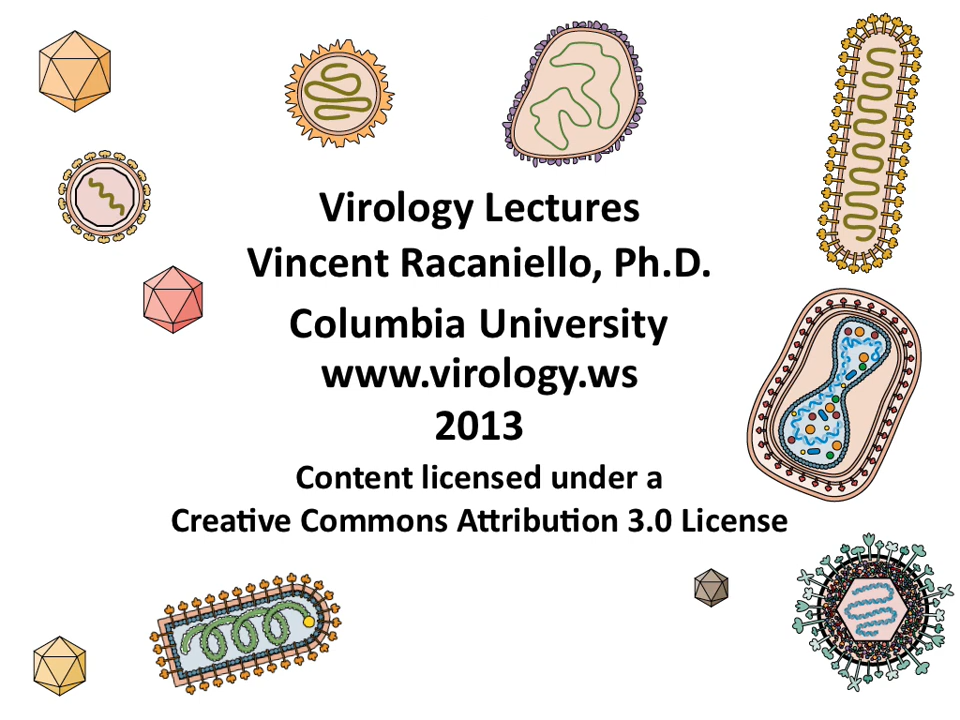 Virology Lectures
Vincent Racaniello, Ph.D.
Columbia University
www.virology.ws
2013
Content licensed under a
Creative Commons Attribution 3.0 License